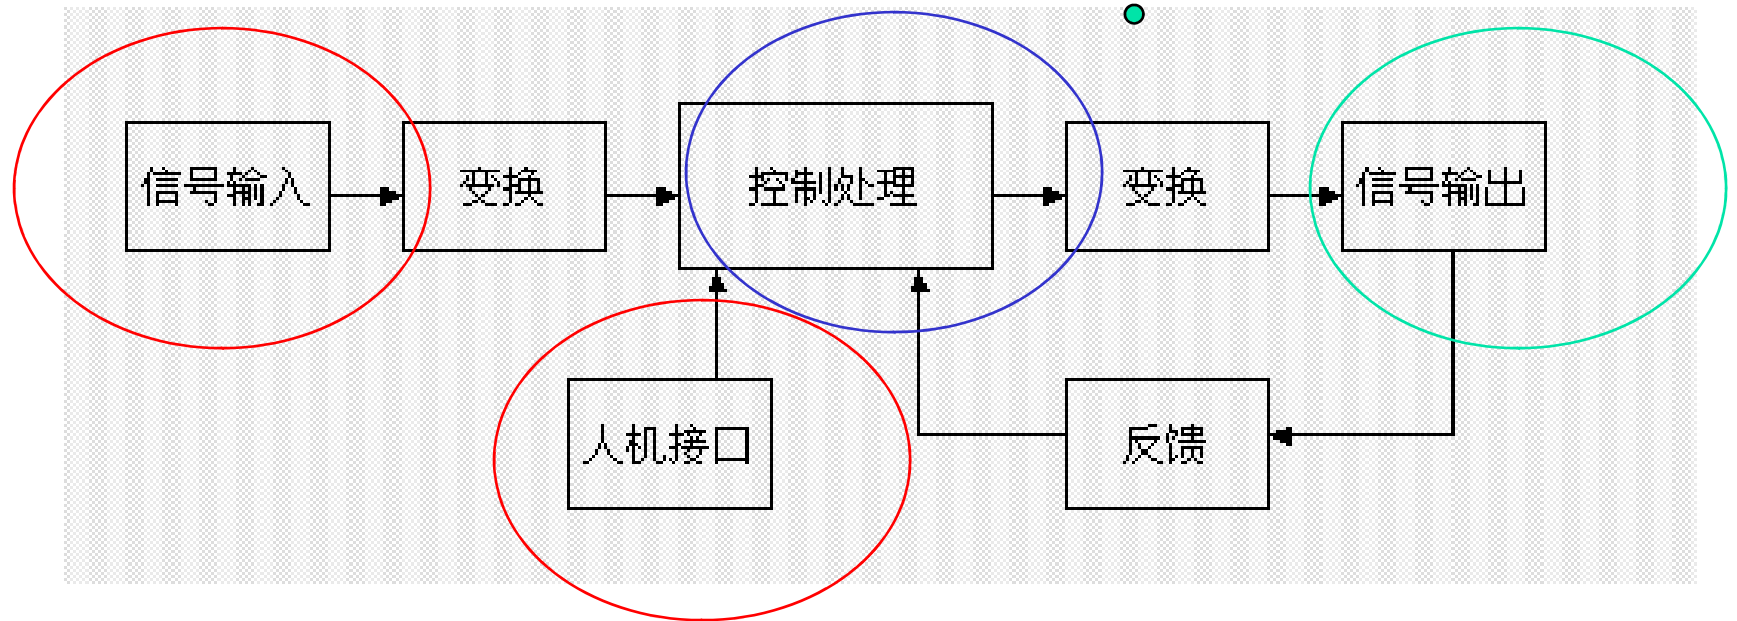 信号输入
变换
控制处理
变换
信号输出
人机接口
反馈